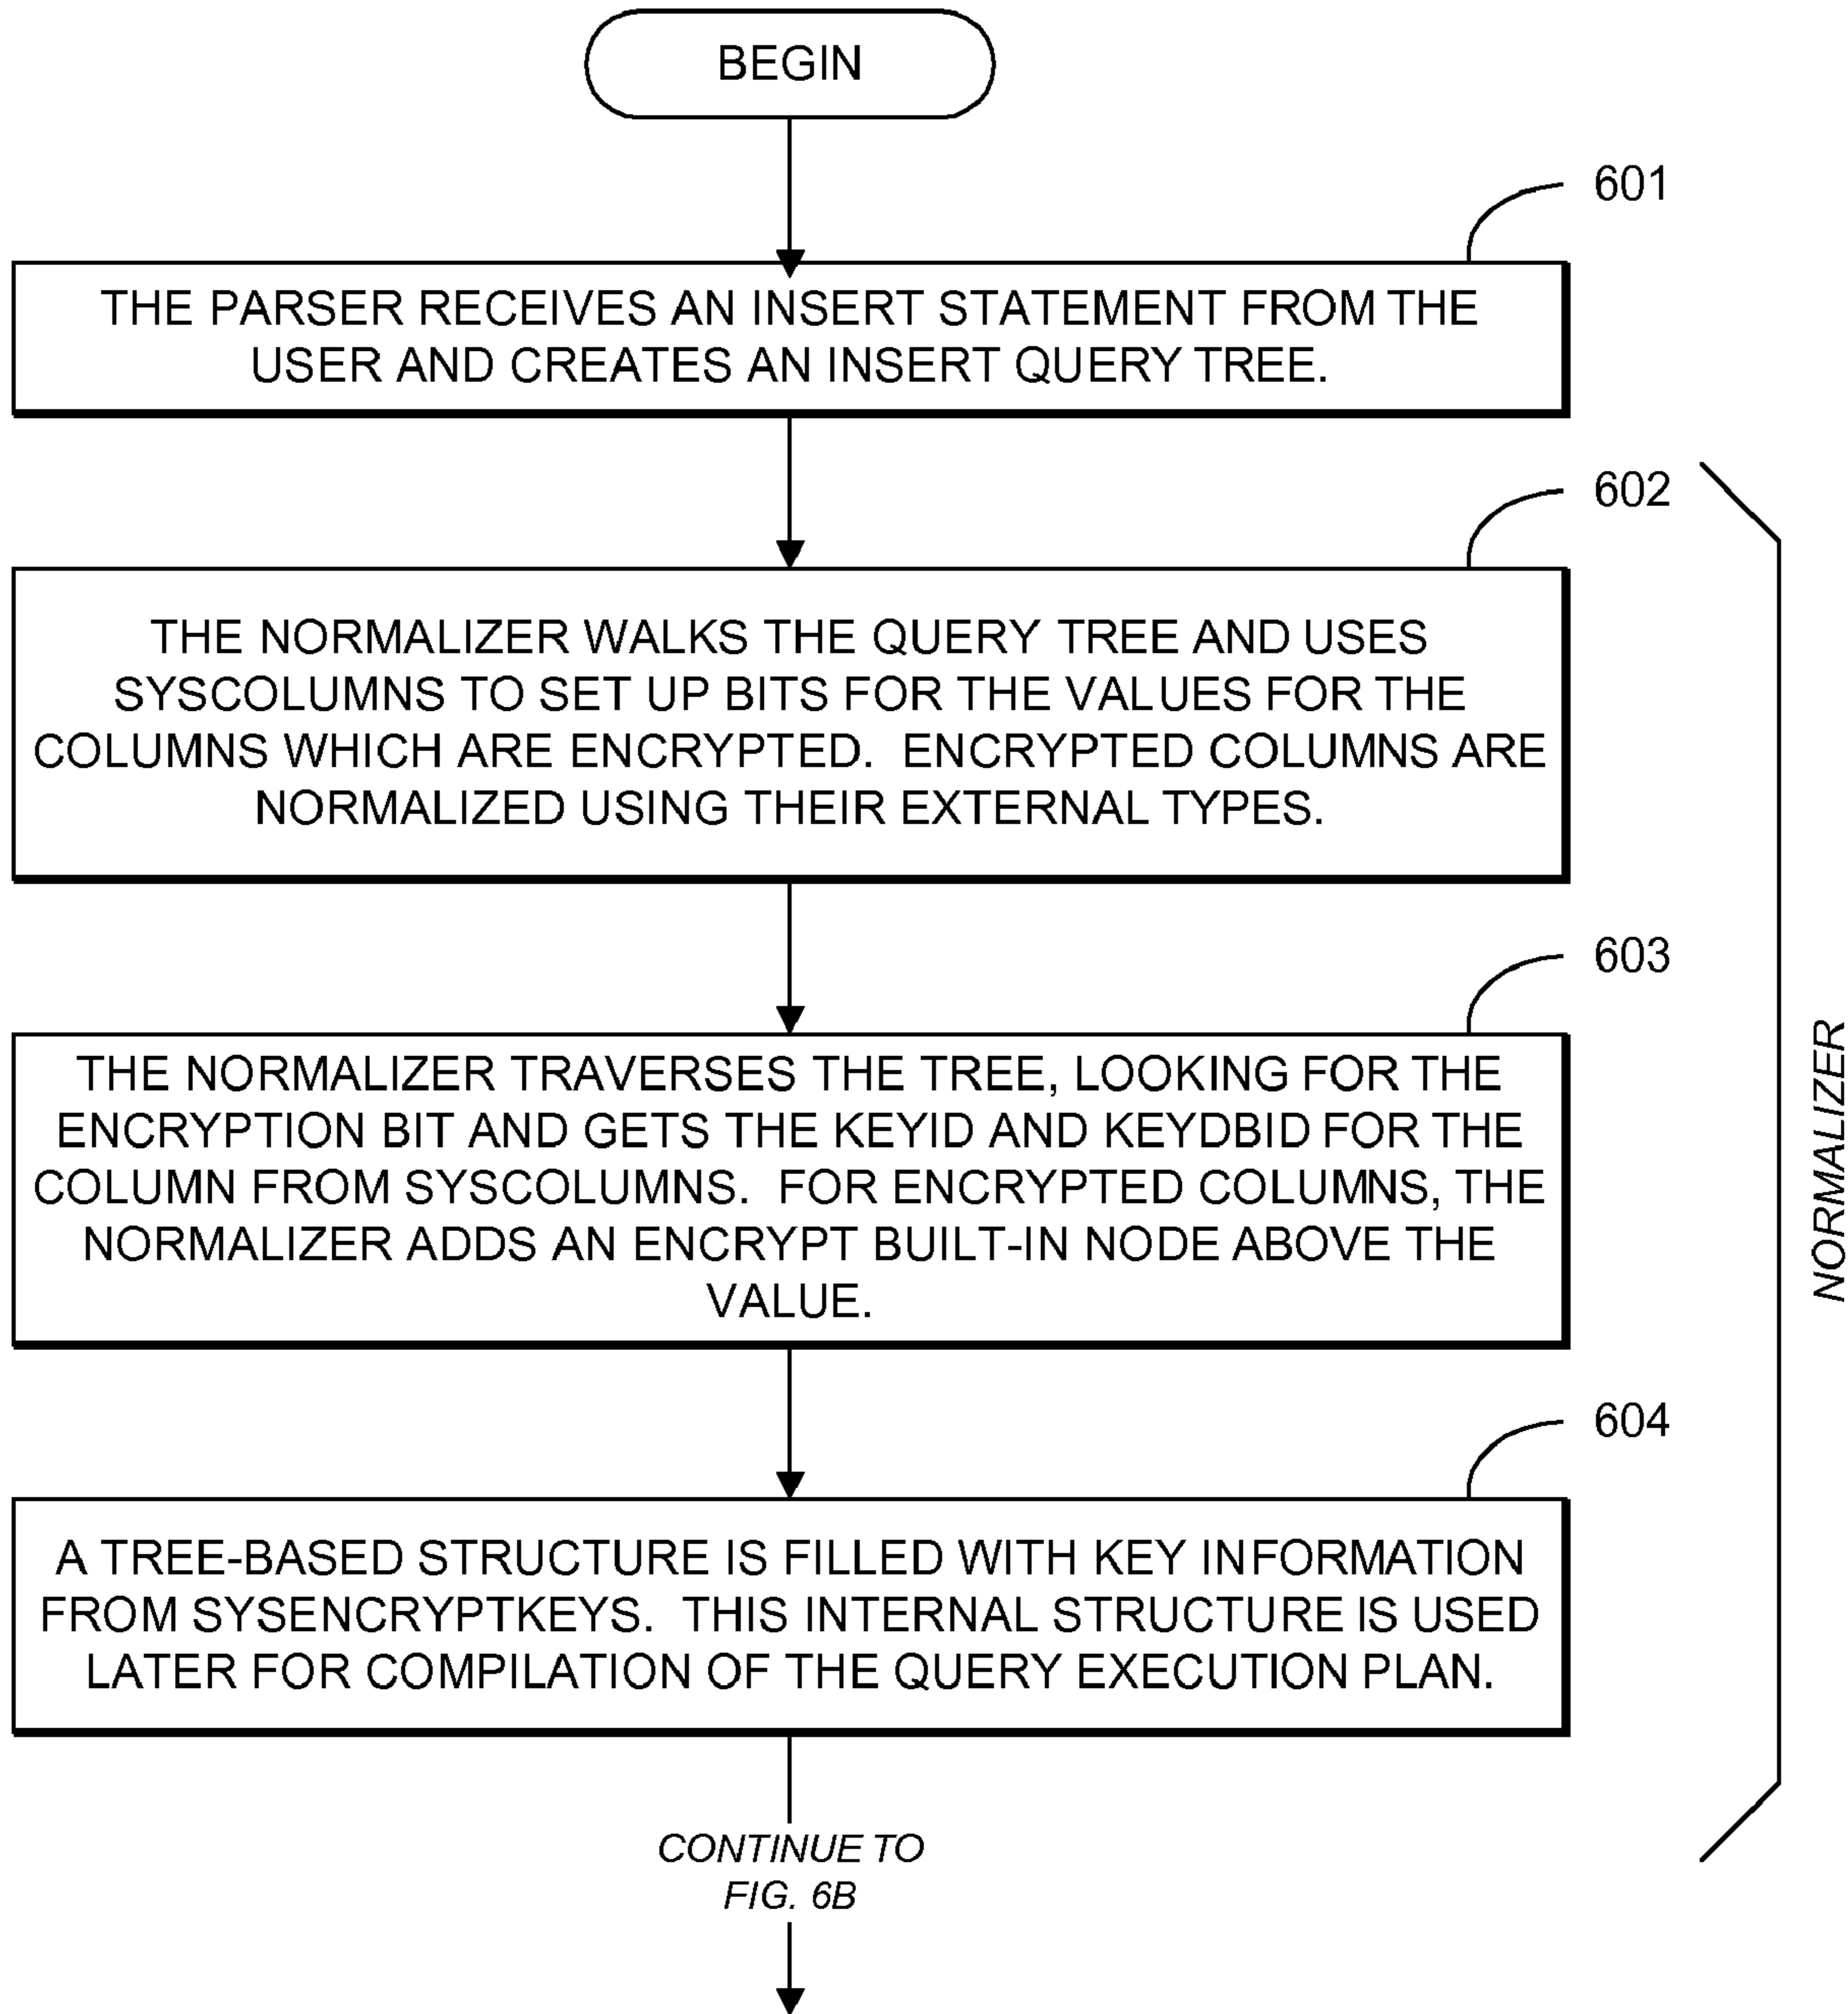 BEGIN
601
THE PARSER RECEIVES AN INSERT STATEMENT FROM THE
USER AND CREATES AN INSERT QUERY TREE.
602
THE NORMALIZER WALKS THE QUERY TREE AND USES
SYSCOLUMNS TO SET UP BITS FOR THE VALUES FOR THE
COLUMNS WHICH ARE ENCRYPTED. ENCRYPTED COLUMNS ARE
NORMALIZED USING THEIR EXTERNAL TYPES.
603
THE NORMALIZER TRAVERSES THE TREE, LOOKING FOR THE
ENCRYPTION BIT AND GETS THE KEYID AND KEYDBID FOR THE
COLUMN FROM SYSCOLUMNS. FOR ENCRYPTED COLUMNS, THE
NORMALIZER ADDS AN ENCRYPT BUILT-IN NODE ABOVE THE
VALUE.
NORMALIZER
604
A TREE-BASED STRUCTURE IS FILLED WITH KEY INFORMATION
FROM SYSENCRYPTKEYS. THIS INTERNAL STRUCTURE IS USED
LATER FOR COMPILATION OF THE QUERY EXECUTION PLAN.
CONTINUE TO
FIG. 6B